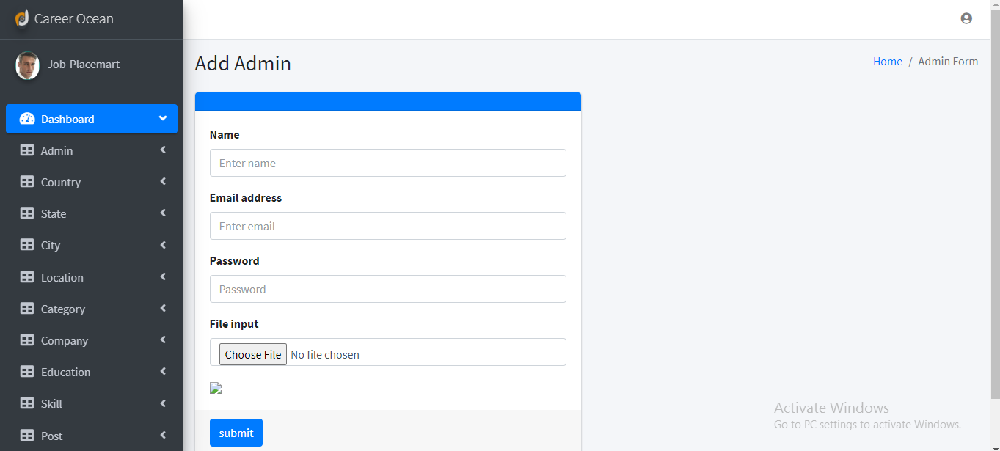 Career Ocean
Job-Placemart
Dashboard
Admin
Country
State
City
Location
Category
Company
Education
Skill
Post
Add Admin
Home / Admin Form
Name
Enter name
Email address
Enter email
Password
Password
File input
Choose File No file chosen
submit
Activate Windows
Go to PC settings to activate Windows.